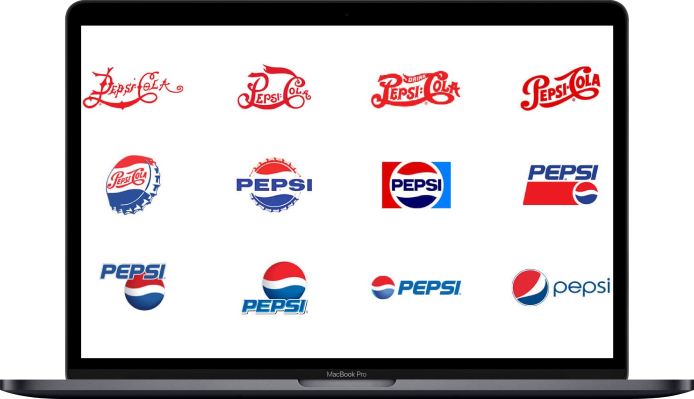 PEPSI·COLA
PEPSI:COLA
DRINK
PEPSI:COLA
PEPSI·COLA
PEPSI·COLA
PEPSI
PEPSI
PEPSI
PEPSI
PEPSI
PEPSI
pepsi
MacBook Pro